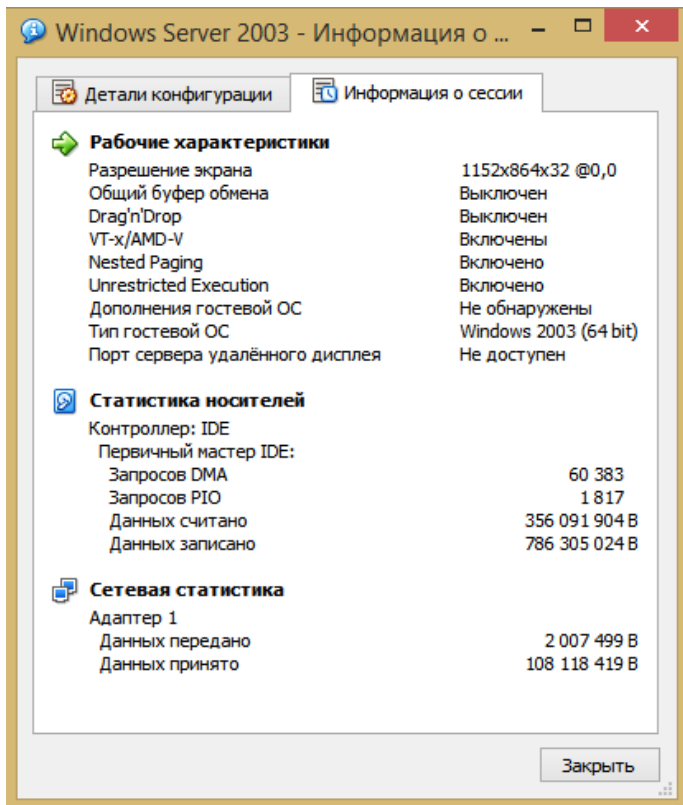 Windows Server 2003 - Информация о ...
Детали конфигурации
Информация о сессии
Рабочие характеристики
Разрешение экрана 1152x864x32 @0,0
Общий буфер обмена Выключен
Drag'n'Drop Выключен
VT-x/AMD-V Включены
Nested Paging Включено
Unrestricted Execution Включено
Дополнения гостевой ОС Не обнаружены
Тип гостевой ОС Windows 2003 (64 bit)
Порт сервера удалённого дисплея Не доступен
Статистика носителей
Контроллер: IDE
Первичный мастер IDE:
Запросов DMA 60 383
Запросов PIO 1 817
Данных считано 356 091 904 B
Данных записано 786 305 024 B
Сетевая статистика
Адаптер 1
Данных передано 2 007 499 B
Данных принято 108 118 419 B
Закрыть